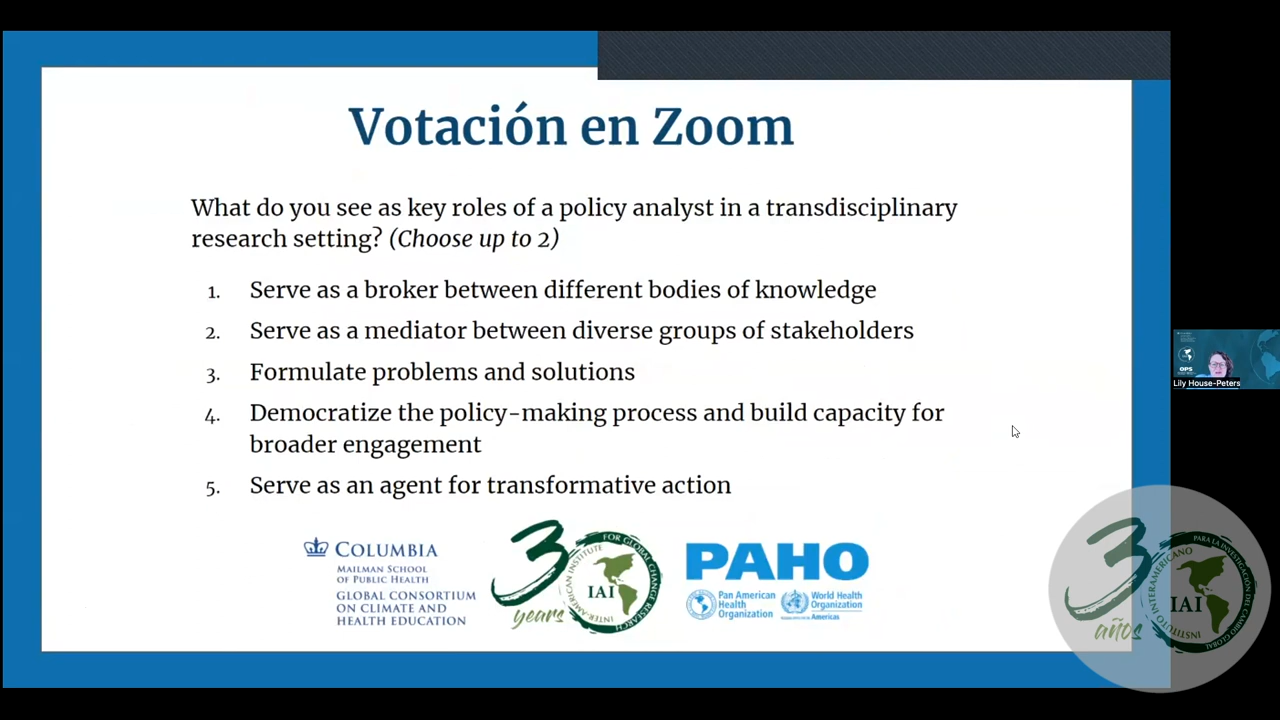 Votación en Zoom
What do you see as key roles of a policy analyst in a transdisciplinary
research setting? (Choose up to 2)
1. Serve as a broker between different bodies of knowledge
2. Serve as a mediator between diverse groups of stakeholders
3. Formulate problems and solutions
4. Democratize the policy-making process and build capacity for
broader engagement
5. Serve as an agent for transformative action
COLUMBIA
MAILMAN SCHOOL
OF PUBLIC HEALTH
GLOBAL CONSORTIUM
ON CLIMATE AND
HEALTH EDUCATION
30
years
INTERAMERICAN INSTITUTE FOR GLOBAL CHANGE RESEARCH
IAI
PAHO
Pan American
Health
Organization
World Health
Organization
Americas
OPS
Lily House-Peters
30
años
INSTITUTO INTERAMERICANO PARA LA INVESTIGACIÓN DEL CAMBIO GLOBAL
IAI